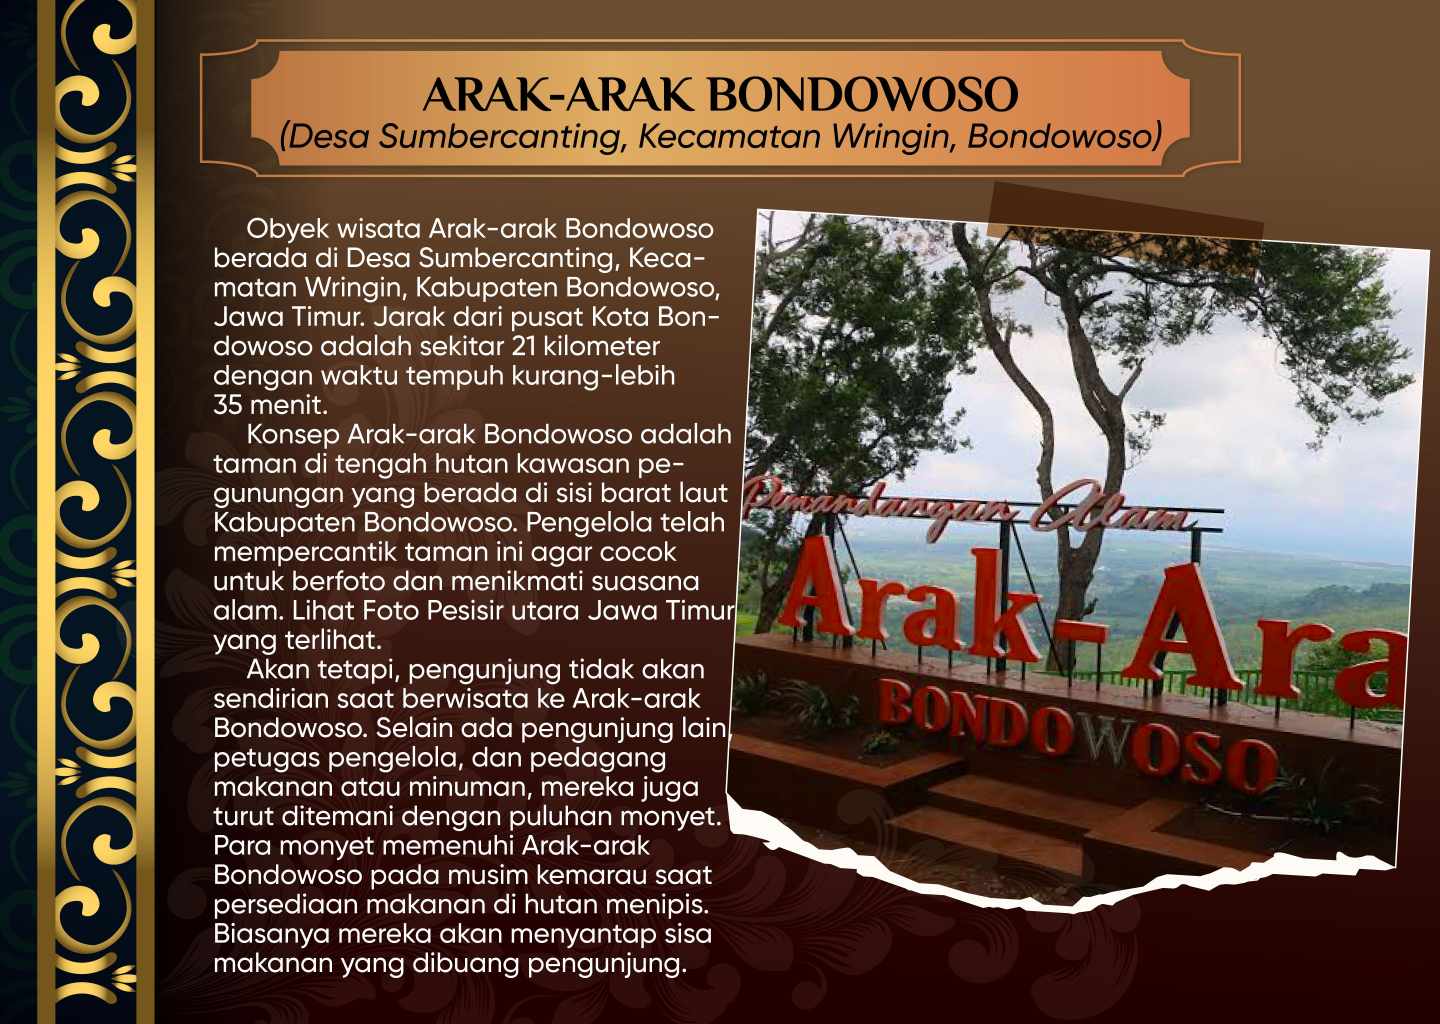 ARAK-ARAK BONDOWOSO
(Desa Sumbercanting, Kecamatan Wringin, Bondowoso)
Obyek wisata Arak-arak Bondowoso
berada di Desa Sumbercanting, Keca-
matan Wringin, Kabupaten Bondowoso,
Jawa Timur. Jarak dari pusat Kota Bon-
dowoso adalah sekitar 21 kilometer
dengan waktu tempuh kurang-lebih
35 menit.
Konsep Arak-arak Bondowoso adalah
taman di tengah hutan kawasan pe-
gunungan yang berada di sisi barat laut
Kabupaten Bondowoso. Pengelola telah
mempercantik taman ini agar cocok
untuk berfoto dan menikmati suasana
alam. Lihat Foto Pesisir utara Jawa Timur
yang terlihat.
Akan tetapi, pengunjung tidak akan
sendirian saat berwisata ke Arak-arak
Bondowoso. Selain ada pengunjung lain,
petugas pengelola, dan pedagang
makanan atau minuman, mereka juga
turut ditemani dengan puluhan monyet.
Para monyet memenuhi Arak-arak
Bondowoso pada musim kemarau saat
persediaan makanan di hutan menipis.
Biasanya mereka akan menyantap sisa
makanan yang dibuang pengunjung.
Pemandangan Alam
Arak-Ara
BONDOWOSO